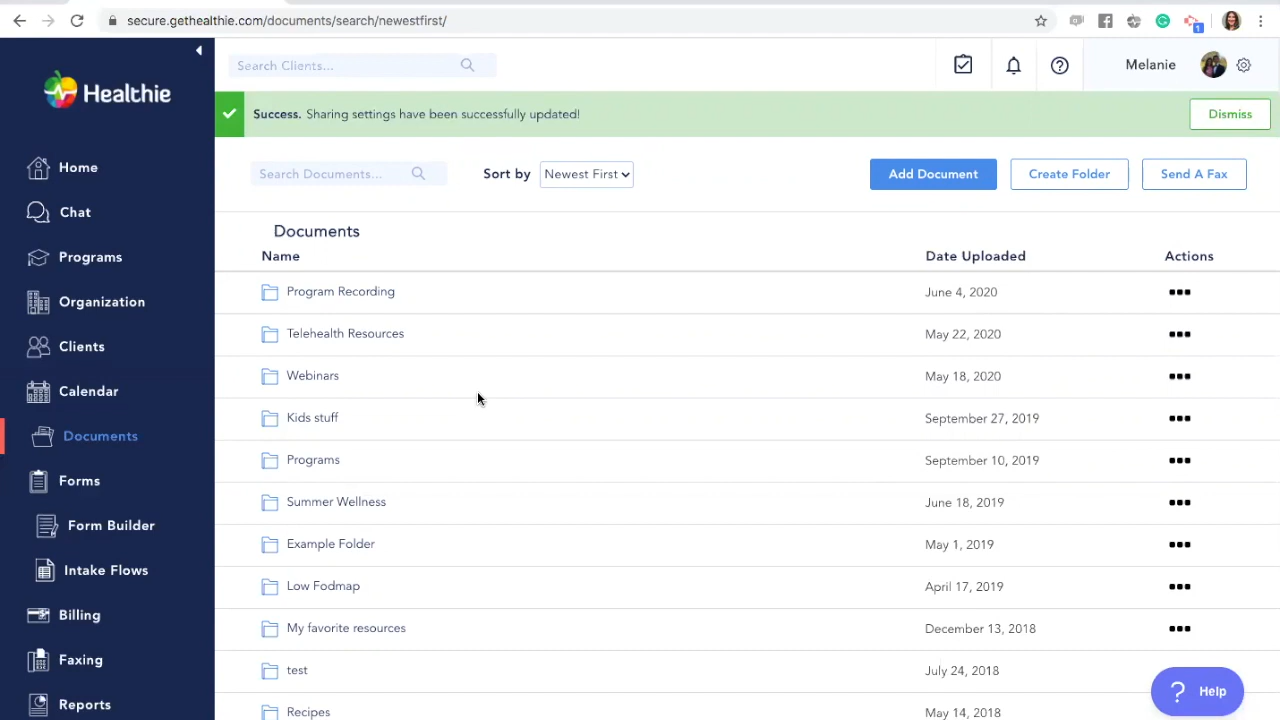 secure.gethealthie.com/documents/search/newestfirst/
1
Healthie
Search Clients...
Melanie
Success. Sharing settings have been successfully updated!
Dismiss
Search Documents...
Sort by
Newest First
Add Document
Create Folder
Send A Fax
Home
Chat
Programs
Organization
Clients
Calendar
Documents
Forms
Form Builder
Intake Flows
Billing
Faxing
Reports
Documents
Name Date Uploaded Actions
Program Recording June 4, 2020
Telehealth Resources May 22, 2020
Webinars May 18, 2020
Kids stuff September 27, 2019
Programs September 10, 2019
Summer Wellness June 18, 2019
Example Folder May 1, 2019
Low Fodmap April 17, 2019
My favorite resources December 13, 2018
test July 24, 2018
Recipes May 14, 2018
? Help